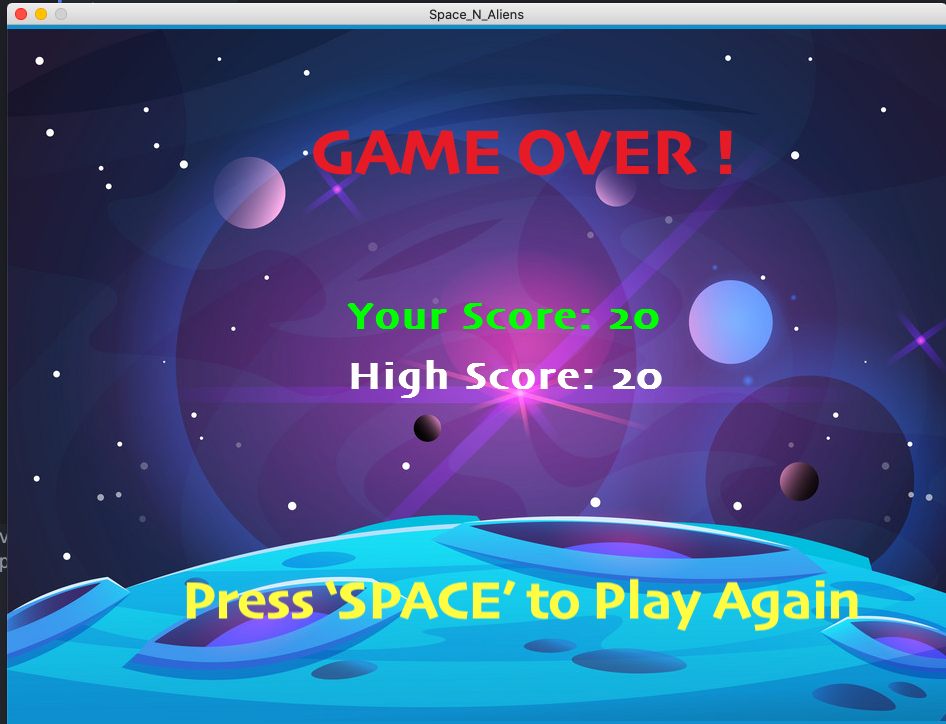 Space_N_Aliens
GAME OVER !
Your Score: 20
High Score: 20
Press ‘SPACE’ to Play Again